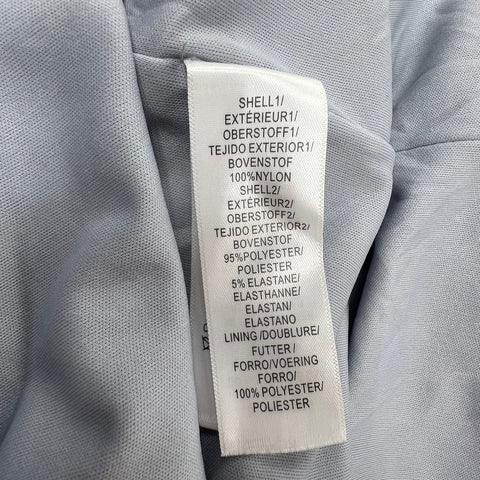 SHELL1/
EXTÉRIEUR1/
OBERSTOFF1/
TEJIDO EXTERIOR1/
BOVENSTOF
100%NYLON
SHELL2/
EXTÉRIEUR2/
OBERSTOFF2/
TEJIDO EXTERIOR2/
BOVENSTOF
95%POLYESTER/
POLIESTER
5% ELASTANE/
ELASTHANNE/
ELASTAN/
ELASTANO
LINING /DOUBLURE/
FUTTER/
FORRO/VOERING
FORRO/
100% POLYESTER/
POLIESTER